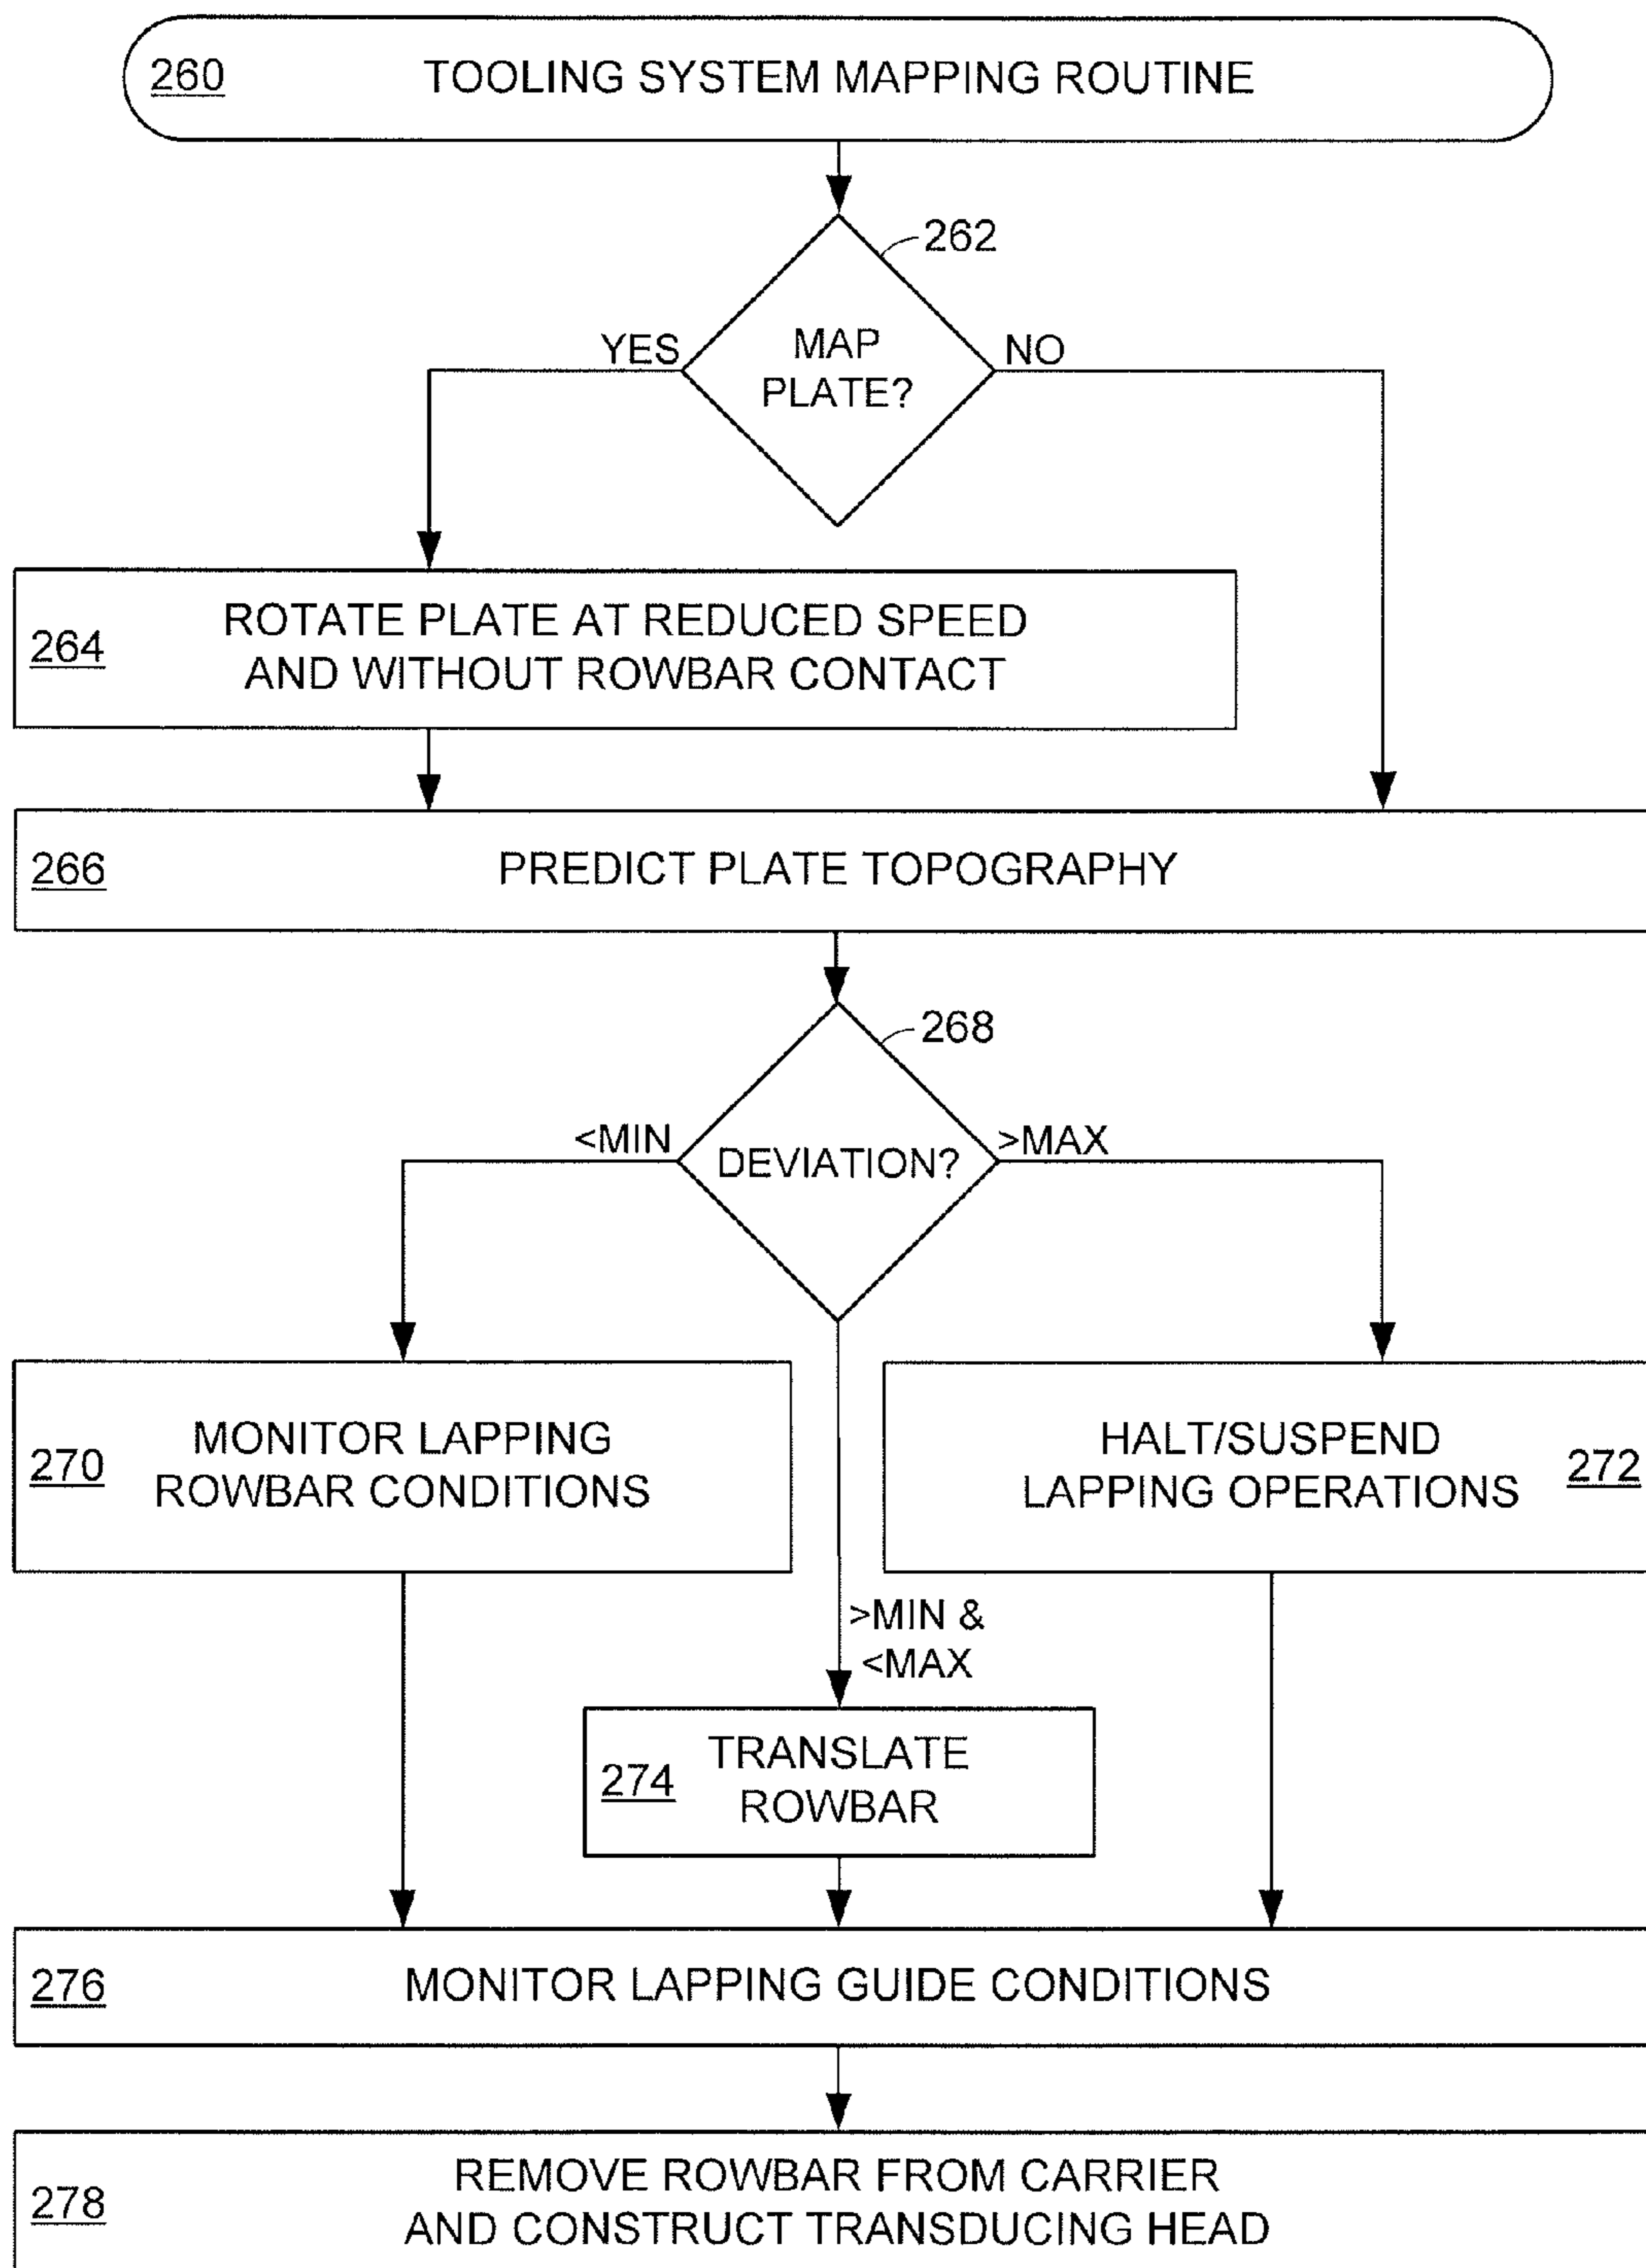 260 TOOLING SYSTEM MAPPING ROUTINE
262
YES
MAP
PLATE?
NO
264
ROTATE PLATE AT REDUCED SPEED
AND WITHOUT ROWBAR CONTACT
266 PREDICT PLATE TOPOGRAPHY
268
<MIN
DEVIATION?
>MAX
270
MONITOR LAPPING
ROWBAR CONDITIONS
HALT/SUSPEND
LAPPING OPERATIONS
272
>MIN &
<MAX
274
TRANSLATE
ROWBAR
276 MONITOR LAPPING GUIDE CONDITIONS
278
REMOVE ROWBAR FROM CARRIER
AND CONSTRUCT TRANSDUCING HEAD